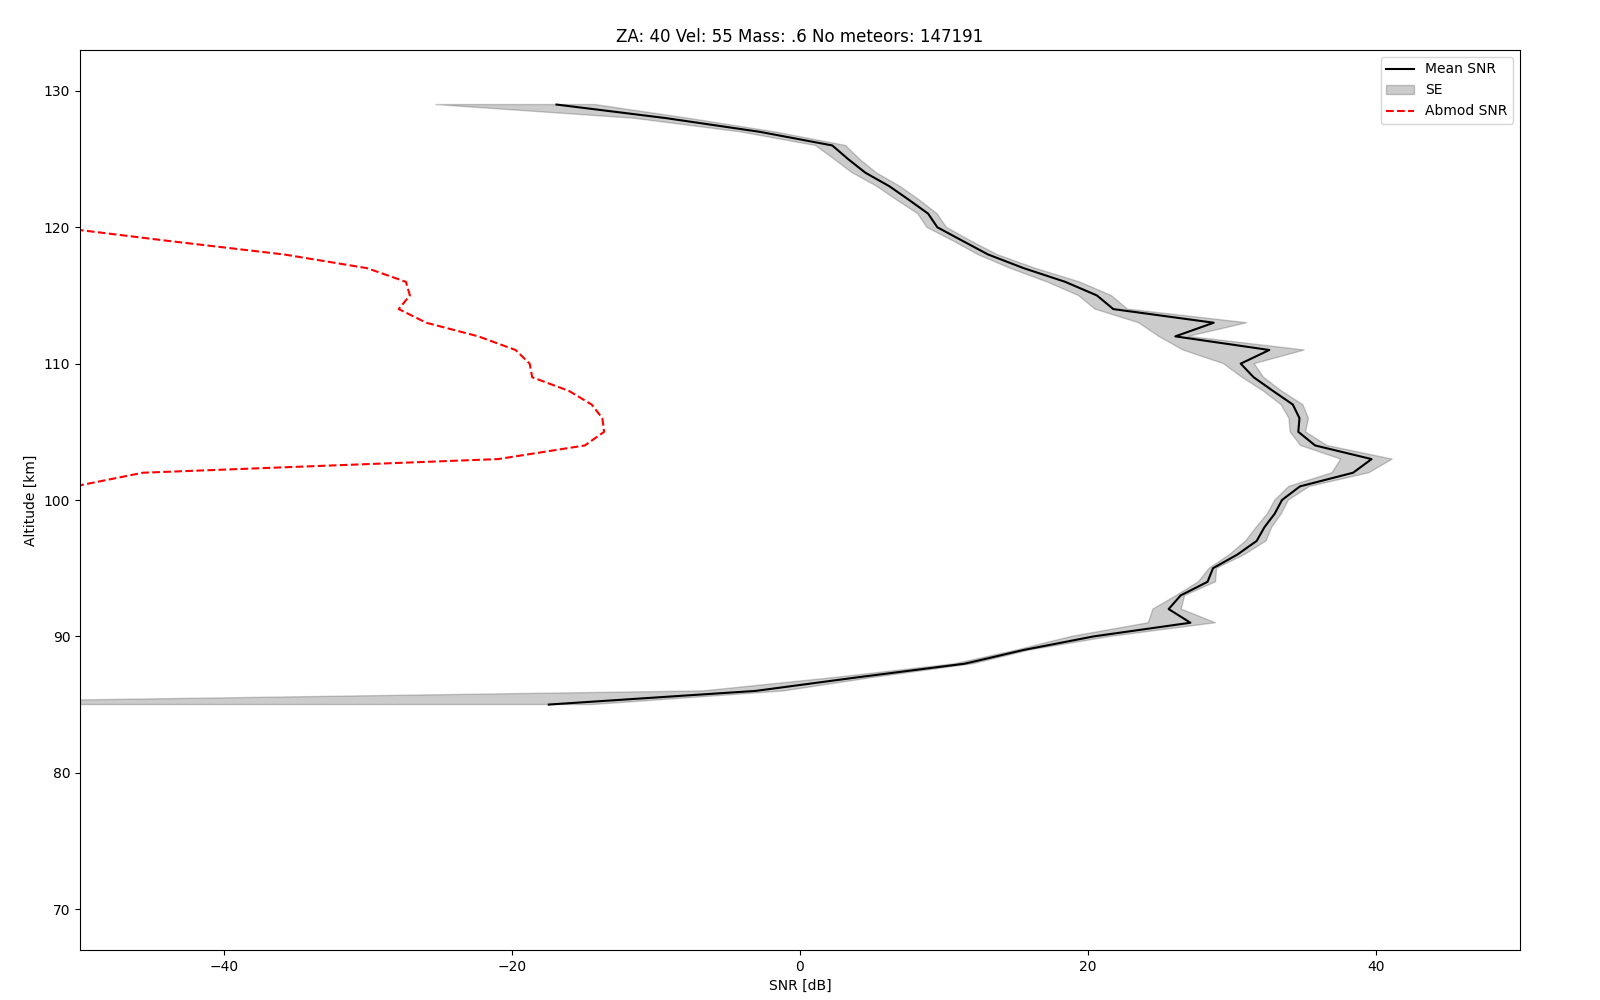 ZA: 40 Vel: 55 Mass: .6 No meteors: 147191
Mean SNR
SE
Abmod SNR
130
120
110
100
90
80
70
Altitude [km]
−40
−20
0
20
40
SNR [dB]